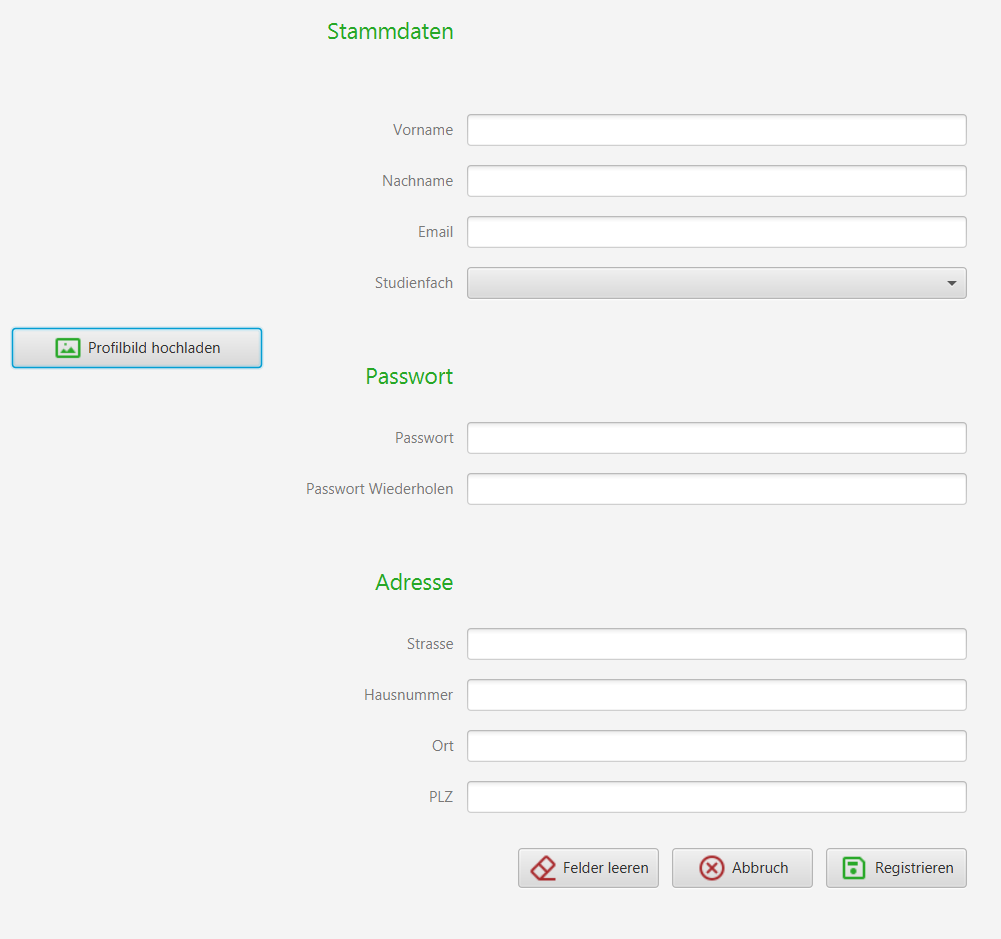 Stammdaten
Vorname
Nachname
Email
Studienfach
Profilbild hochladen
Passwort
Passwort
Passwort Wiederholen
Adresse
Strasse
Hausnummer
Ort
PLZ
Felder leeren Abbruch Registrieren